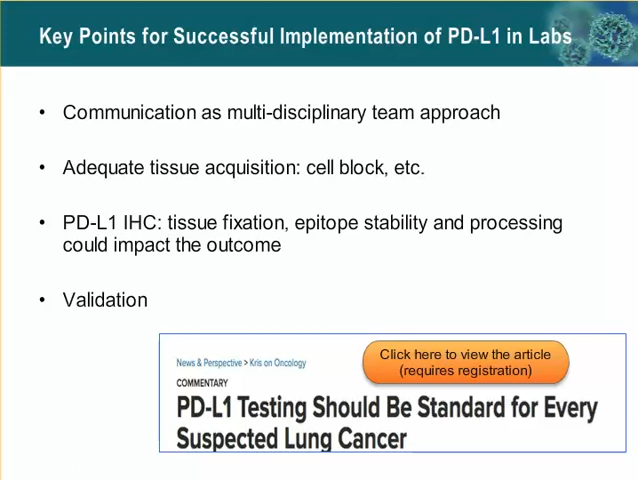 Key Points for Successful Implementation of PD-L1 in Labs
• Communication as multi-disciplinary team approach
• Adequate tissue acquisition: cell block, etc.
• PD-L1 IHC: tissue fixation, epitope stability and processing
could impact the outcome
• Validation
Click here to view the article
(requires registration)
News & Perspective > Kris on Oncology
COMMENTARY
PD-L1 Testing Should Be Standard for Every
Suspected Lung Cancer